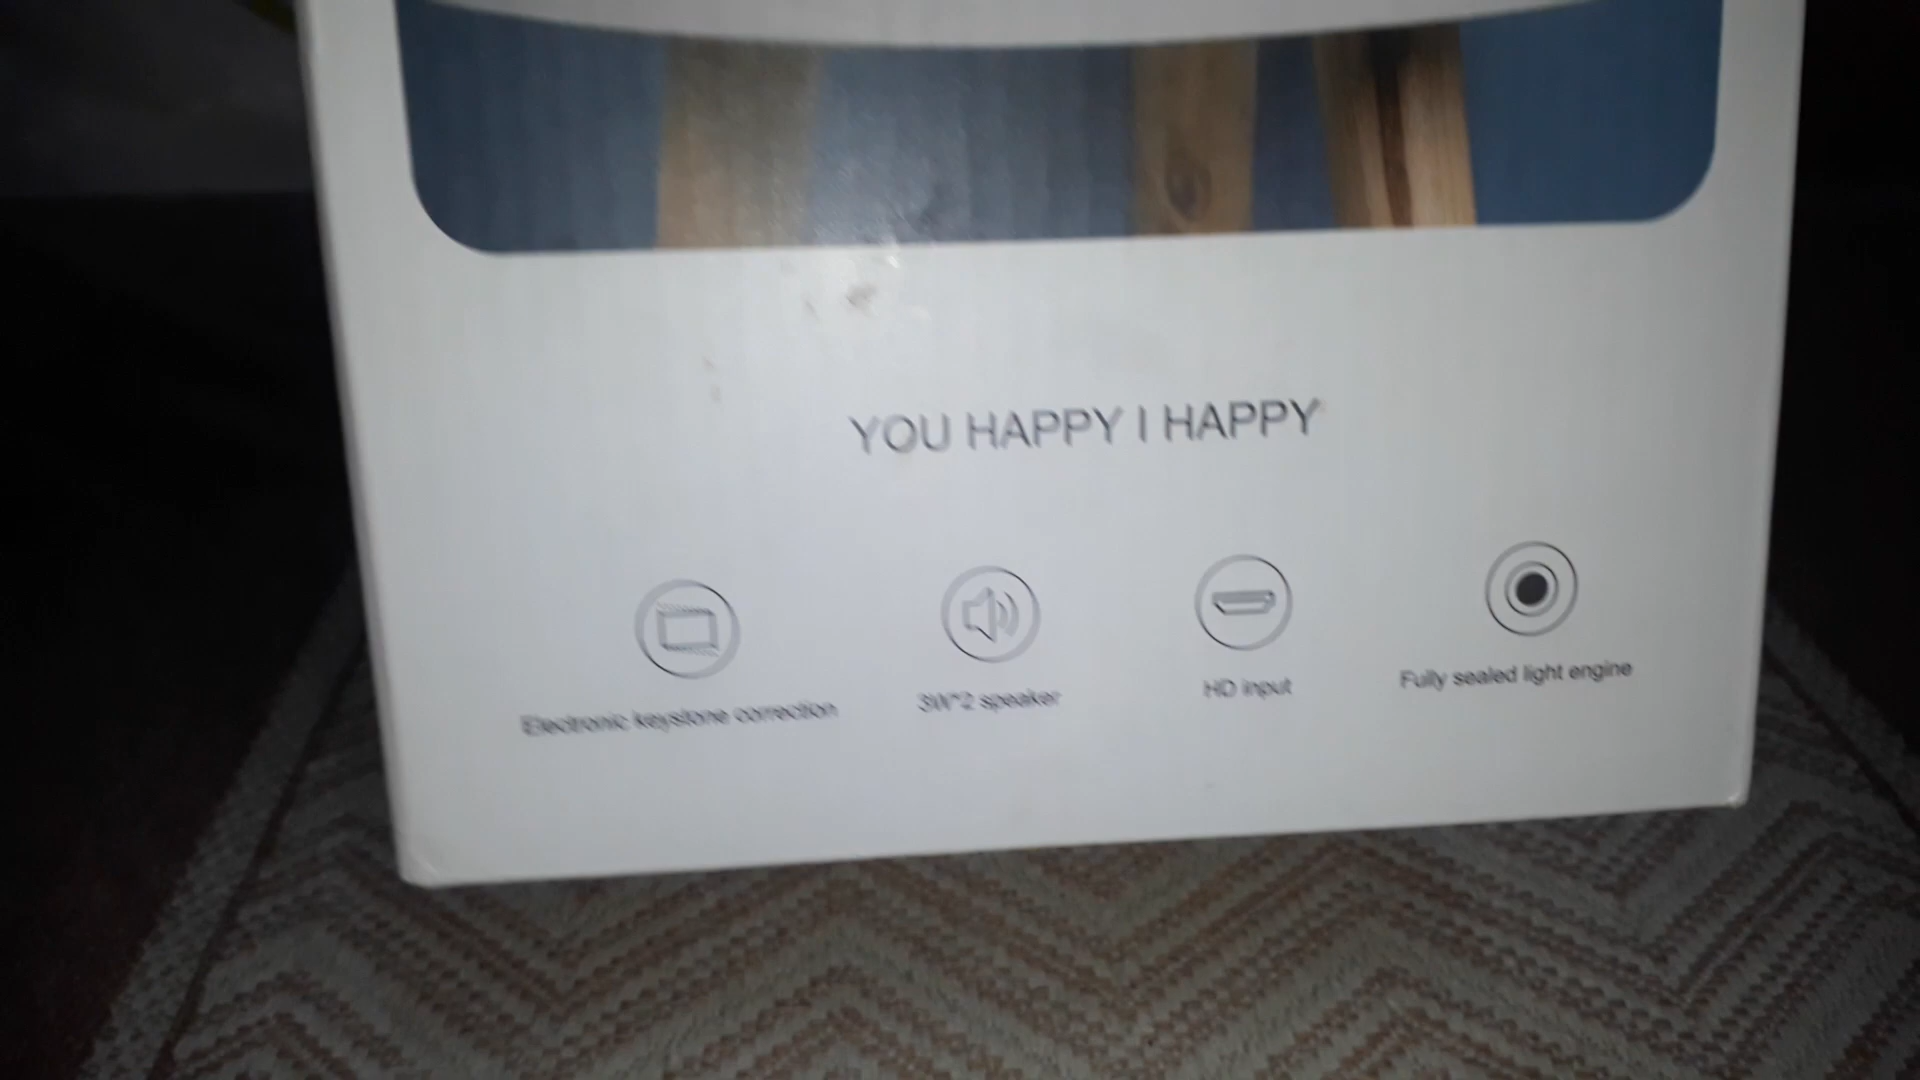 YOU HAPPY I HAPPY
Electronic keystone correction
3W*2 speaker
HD input
Fully sealed light engine